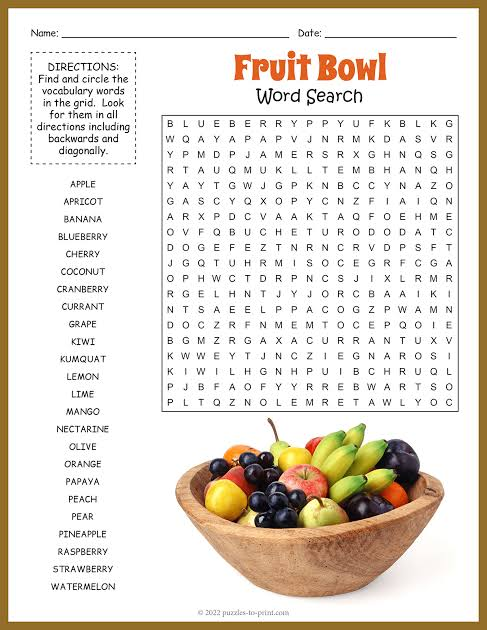 Name: Date:
Fruit Bowl
Word Search
DIRECTIONS:
Find and circle the
vocabulary words
in the grid. Look
for them in all
directions including
backwards and
diagonally.
APPLE
APRICOT
BANANA
BLUEBERRY
CHERRY
COCONUT
CRANBERRY
CURRANT
GRAPE
KIWI
KUMQUAT
LEMON
LIME
MANGO
NECTARINE
OLIVE
ORANGE
PAPAYA
PEACH
PEAR
PINEAPPLE
RASPBERRY
STRAWBERRY
WATERMELON
B L U E B E R R Y P P Y U F K B L K G
W Q A Y A P A P V J N R M K D A S V R
Y P M D P J A M E R S R X G H N Q S G
R T A U Q M U K L L T E M B H A N Q H
Y A Y T G W J G P K N B C C Y N A Z O
G A S C Y Q X O P Y C N Z F I A I Q N
A R X P D C V A A K T A Q F O E H M E
O V F Q B U C H E T U R O D O D A T C
D O G E F E Z T N R N C R V D P S F T
J G Q T U H R M I S O C E G R F C G A
O P H W C T D R P N C S J I X L R M R
R G E L H N T J Y J O R C B A A I K I
N T S A E E L P P A C O G Z P W A M N
D O C Z R F N M E M T O C E P Q O I E
B G M Z R G A X A C U R R A N T U X V
K W W E Y T J N C Z I E G N A R O S I
K I W I L H G N H P U I B C H R U Q L
P J B F A O F Y Y R R E B W A R T S O
P L T Q Z N O L E M R E T A W L Y O C
© 2022 puzzles-to-print.com